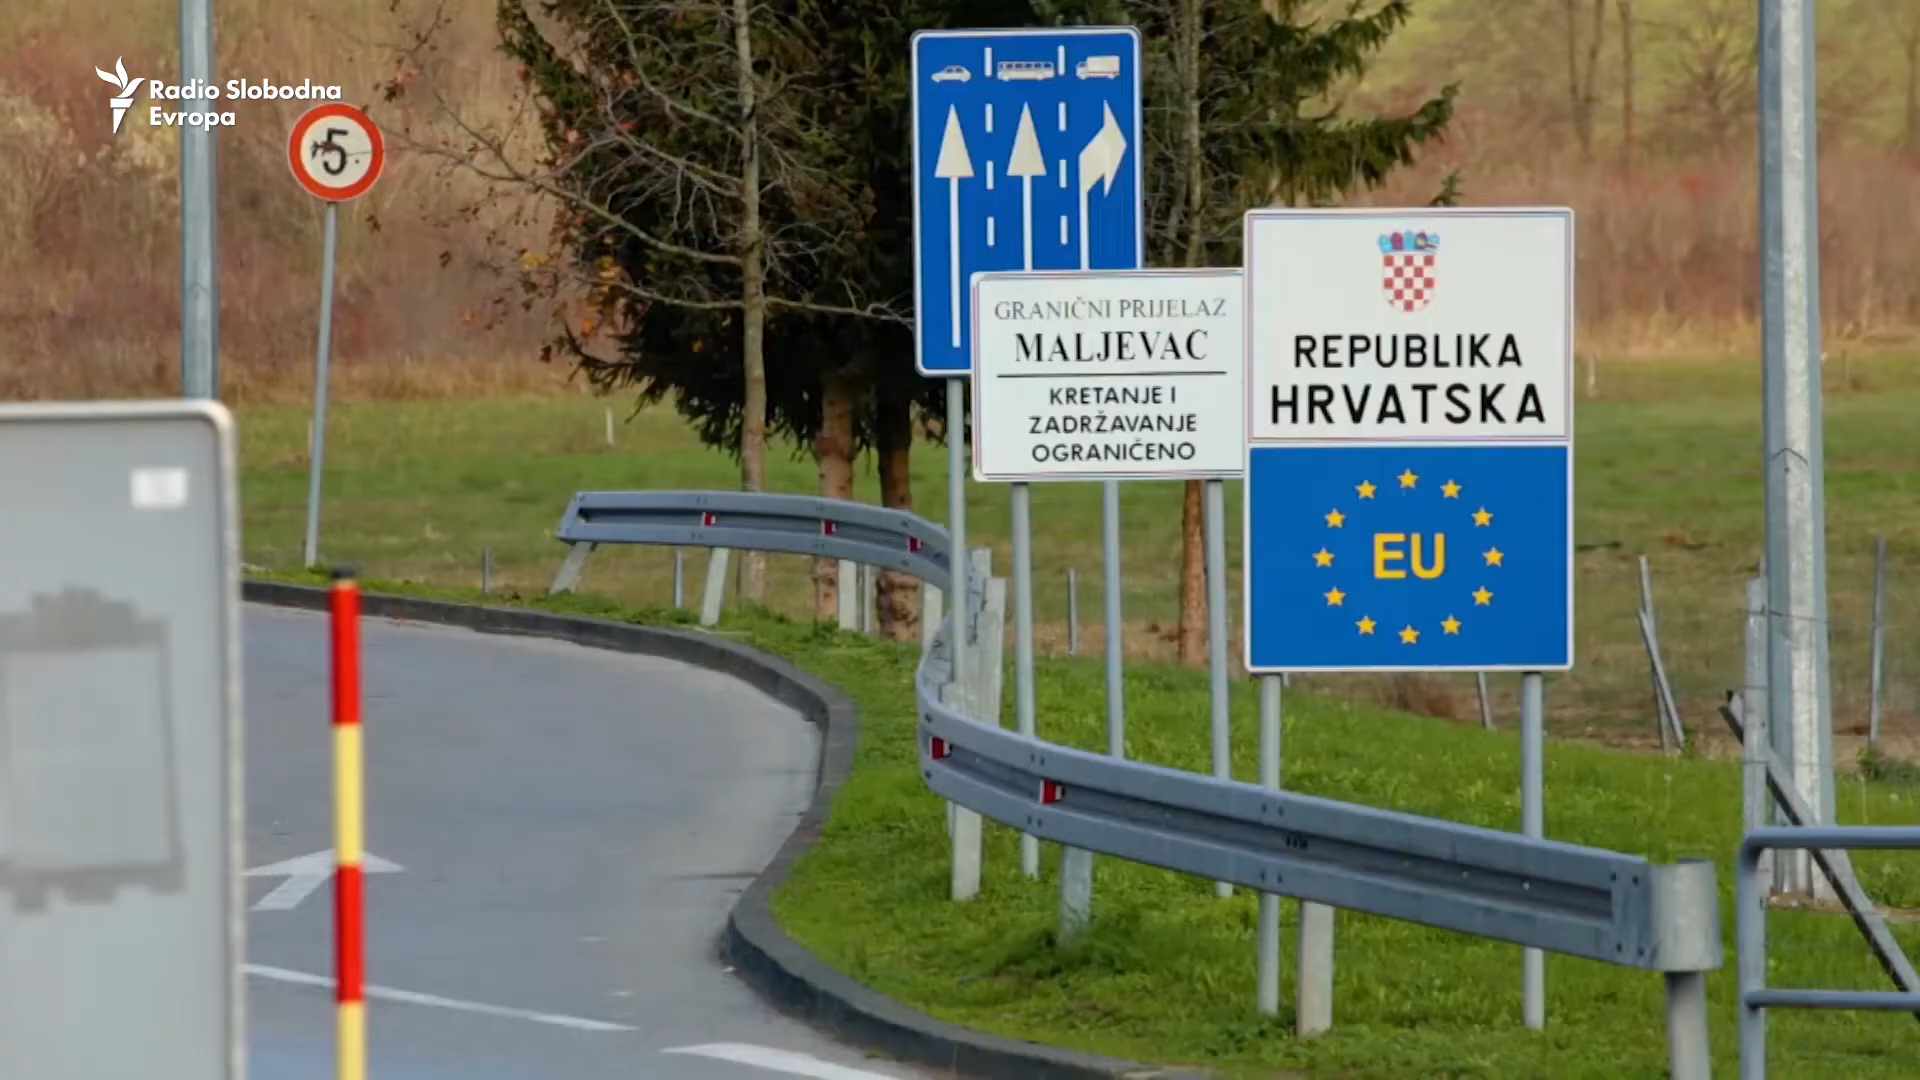 Radio Slobodna
Evropa
5
GRANIČNI PRIJELAZ
MALJEVAC
KRETANJE I
ZADRŽAVANJE
OGRANIČENO
REPUBLIKA
HRVATSKA
EU